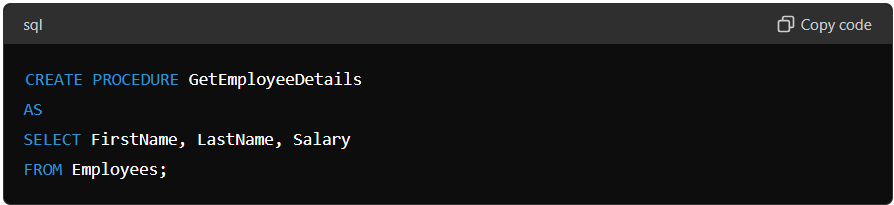 sql Copy code
CREATE PROCEDURE GetEmployeeDetails
AS
SELECT FirstName, LastName, Salary
FROM Employees;